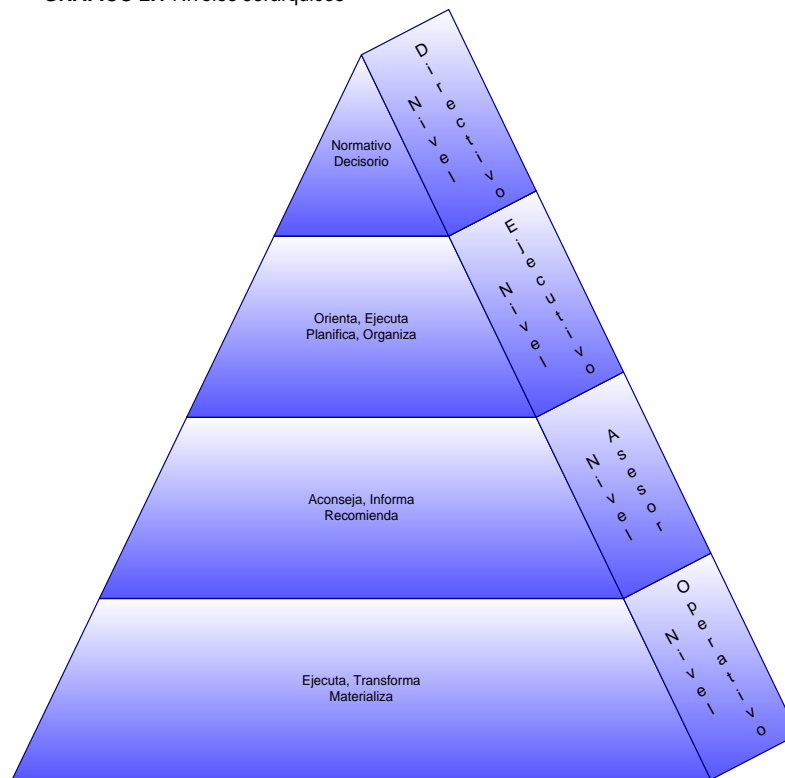 Normativo
Decisorio
Nivel
Directivo
Orienta, Ejecuta
Planifica, Organiza
Nivel
Ejecutivo
Aconseja, Informa
Recomienda
Nivel
Asesor
Ejecuta, Transforma
Materializa
Nivel
Operativo